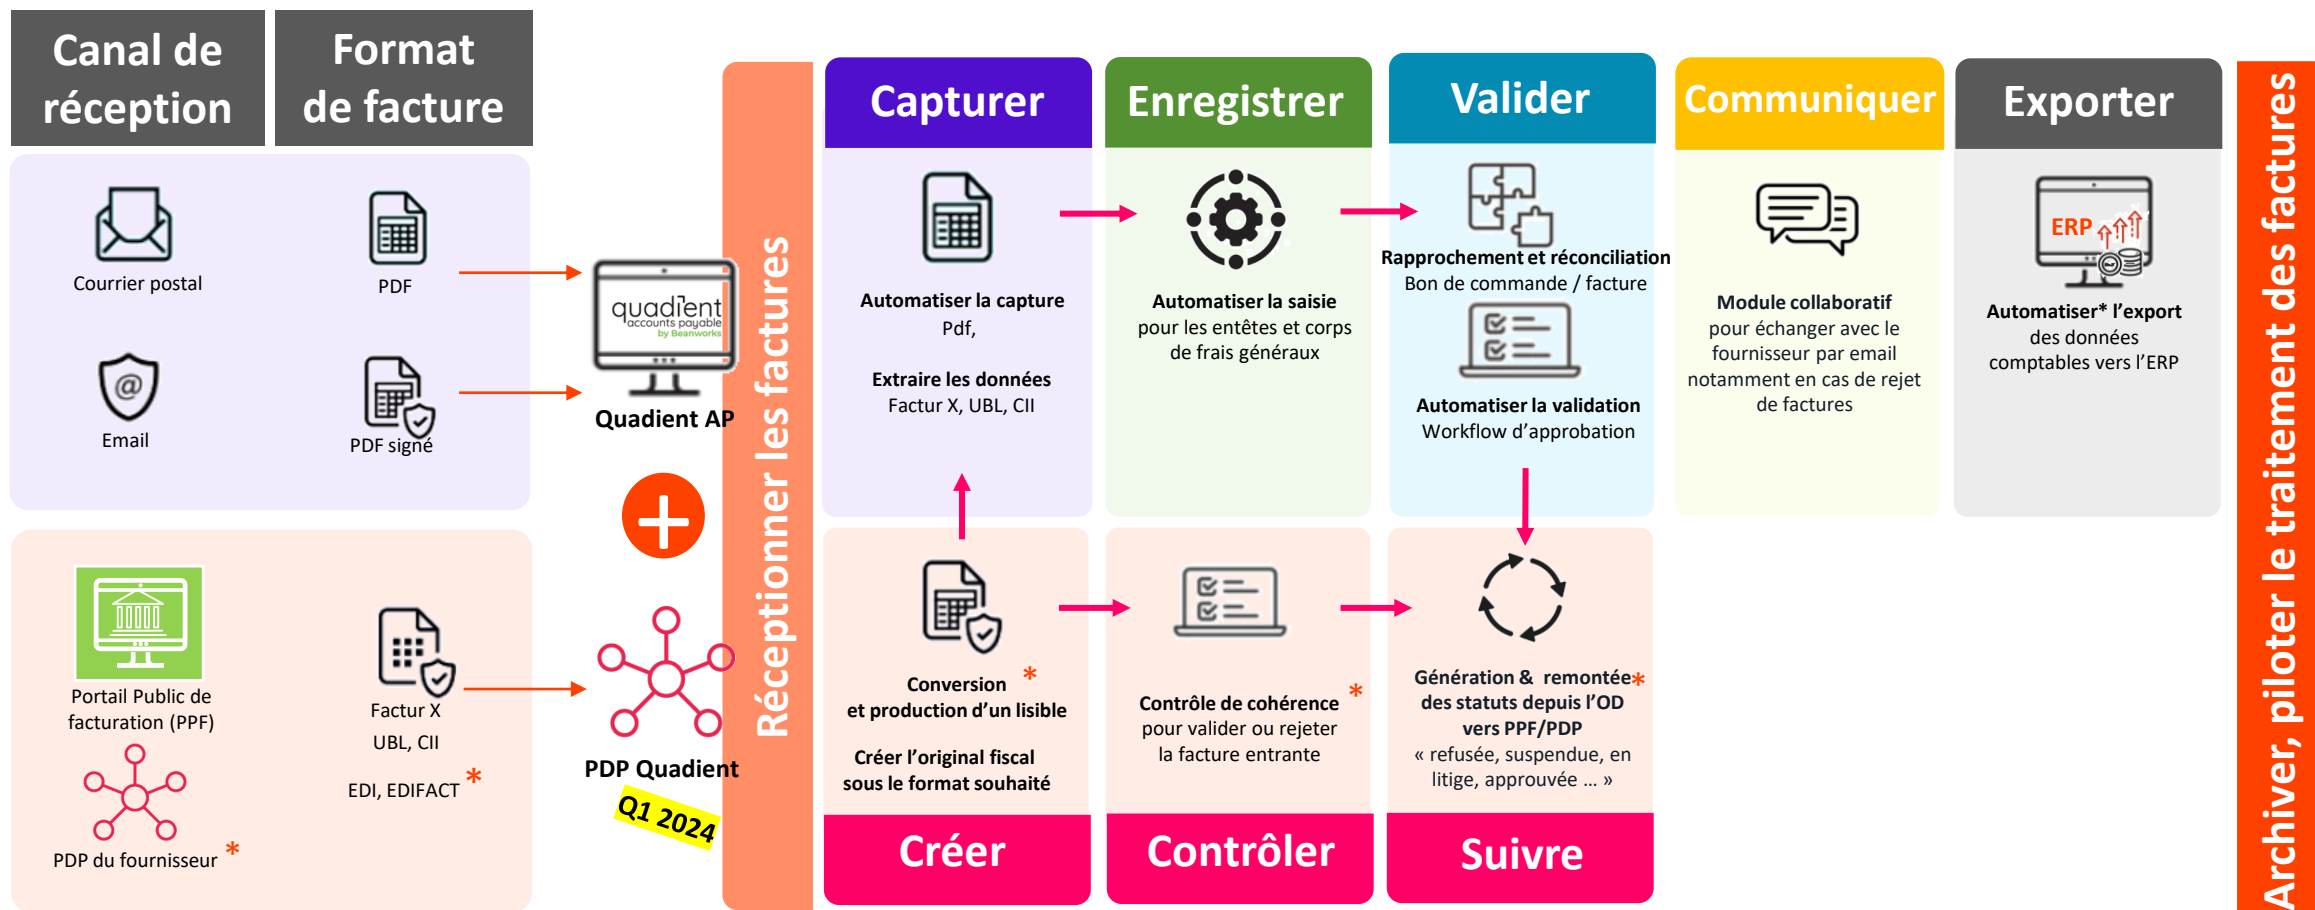 Canal de
réception
Format
de facture
Courrier postal
PDF
@
Email
PDF signé
quadient
accounts payable
by Beanworks
Quadient AP
+
Portail Public de
facturation (PPF)
PDP du fournisseur *
Factur X
UBL, CII
EDI, EDIFACT *
PDP Quadient
Q1 2024
Réceptionner les factures
Capturer
Automatiser la capture
Pdf,
Extraire les données
Factur X, UBL, CII
Enregistrer
Automatiser la saisie
pour les entêtes et corps
de frais généraux
Valider
Rapprochement et réconciliation
Bon de commande / facture
Automatiser la validation
Workflow d’approbation
Communiquer
Module collaboratif
pour échanger avec le
fournisseur par email
notamment en cas de rejet
de factures
Exporter
ERP
Automatiser* l’export
des données
comptables vers l’ERP
Conversion *
et production d’un lisible
Créer l’original fiscal
sous le format souhaité
Créer
Contrôle de cohérence *
pour valider ou rejeter
la facture entrante
Contrôler
Génération & remontée*
des statuts depuis l’OD
vers PPF/PDP
« refusée, suspendue, en
litige, approuvée ... »
Suivre
Archiver, piloter le traitement des factures